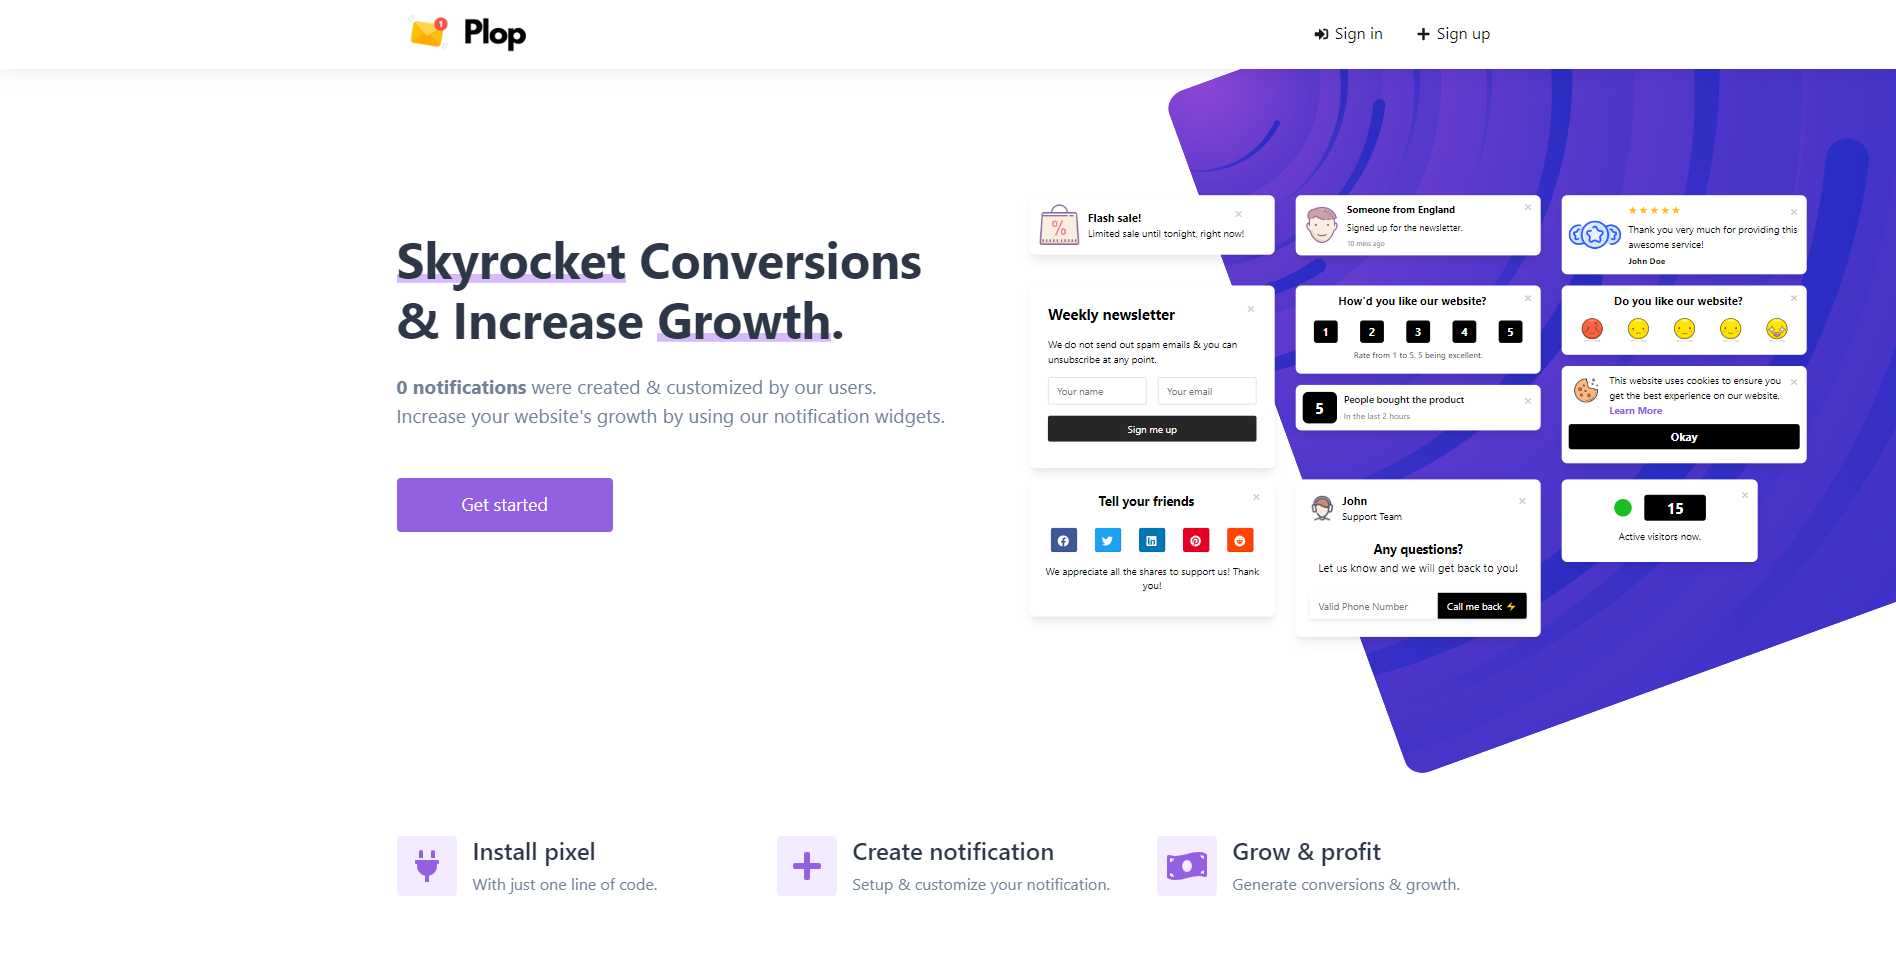 1
Plop
Sign in
Sign up
Skyrocket Conversions
& Increase Growth.
0 notifications were created & customized by our users.
Increase your website's growth by using our notification widgets.
Get started
Flash sale!
Limited sale until tonight, right now!
%
Someone from England
Signed up for the newsletter.
10 mins ago
Thank you very much for providing this
awesome service!
John Doe
Weekly newsletter
We do not send out spam emails & you can
unsubscribe at any point.
Your name
Your email
Sign me up
How'd you like our website?
1 2 3 4 5
Rate from 1 to 5, 5 being excellent.
Do you like our website?
5
People bought the product
In the last 2 hours
This website uses cookies to ensure you
get the best experience on our website.
Learn More
Okay
Tell your friends
We appreciate all the shares to support us! Thank
you!
John
Support Team
Any questions?
Let us know and we will get back to you!
Valid Phone Number
Call me back
15
Active visitors now.
Install pixel
With just one line of code.
Create notification
Setup & customize your notification.
Grow & profit
Generate conversions & growth.